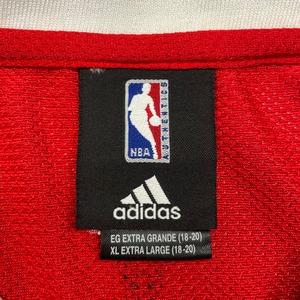 NBA
AUTHENTICS
adidas
EG EXTRA GRANDE (18-20)
XL EXTRA LARGE (18-20)